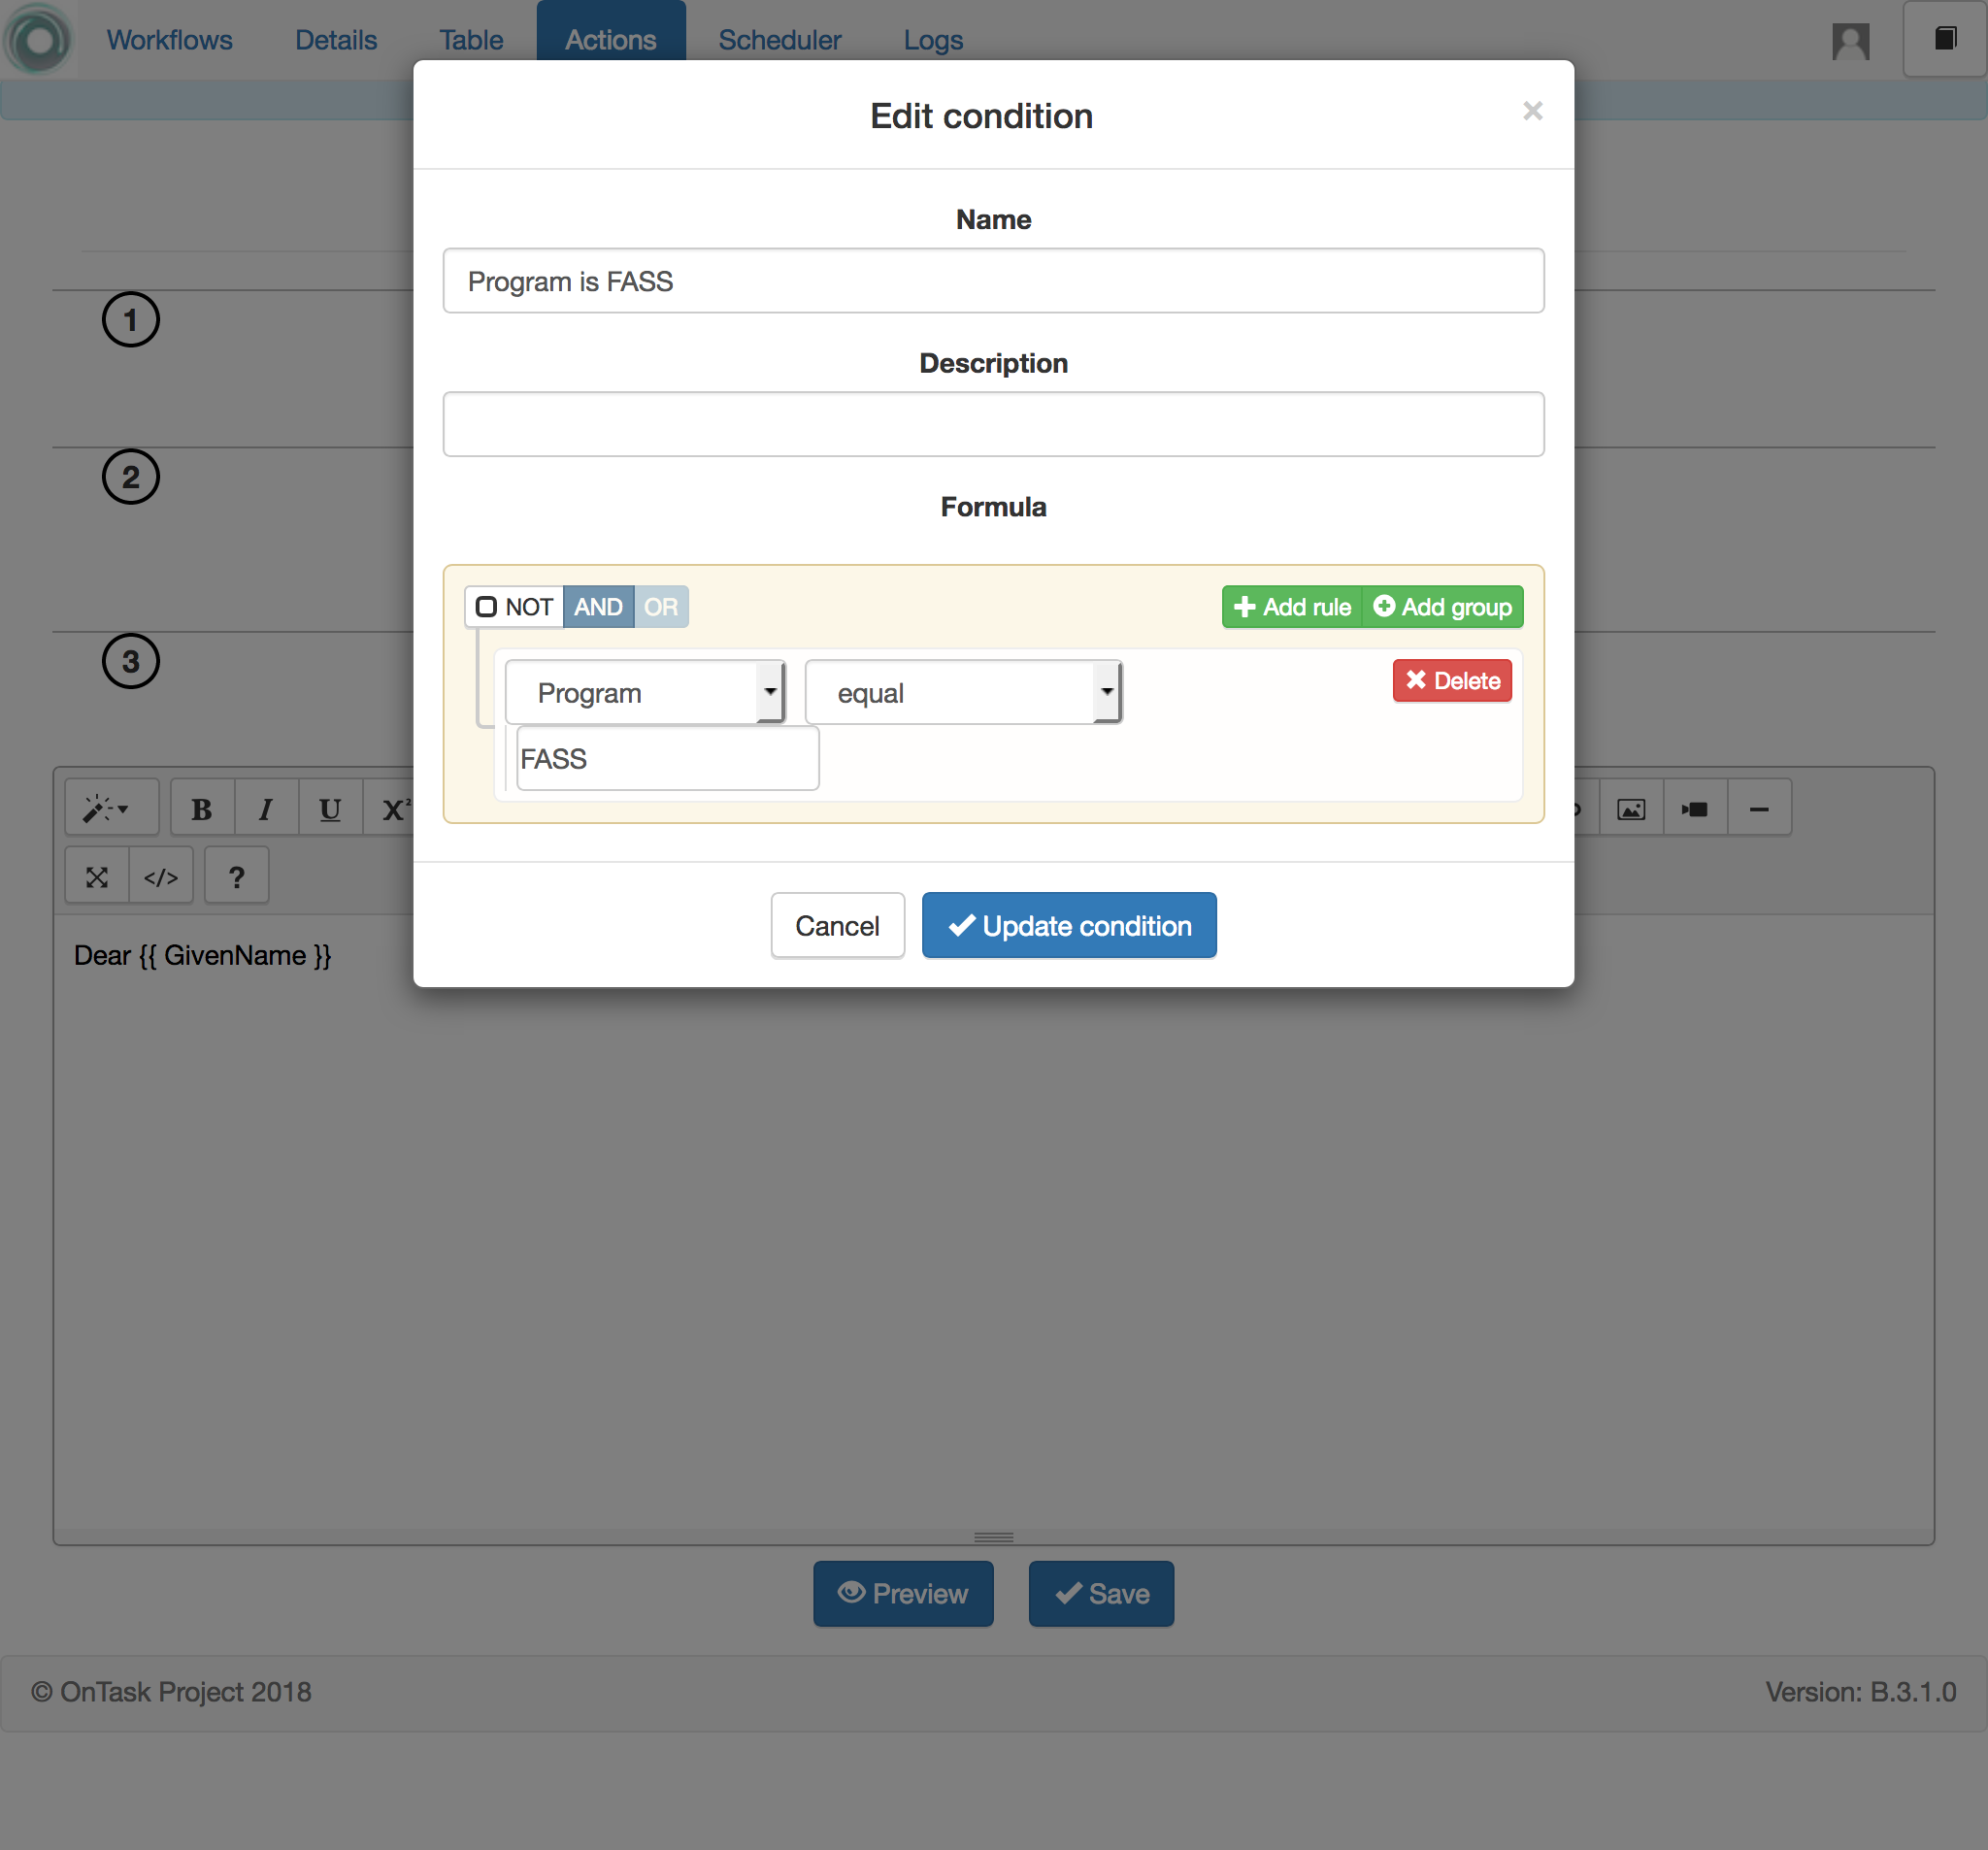 Workflows Details Table Actions Scheduler Logs
Edit condition ×
Name
Program is FASS
Description
Formula
NOT AND OR Add rule Add group
Program equal Delete
FASS
Cancel Update condition
1
2
3
B I U X²
</> ?
Dear {{ GivenName }}
Preview Save
© OnTask Project 2018 Version: B.3.1.0